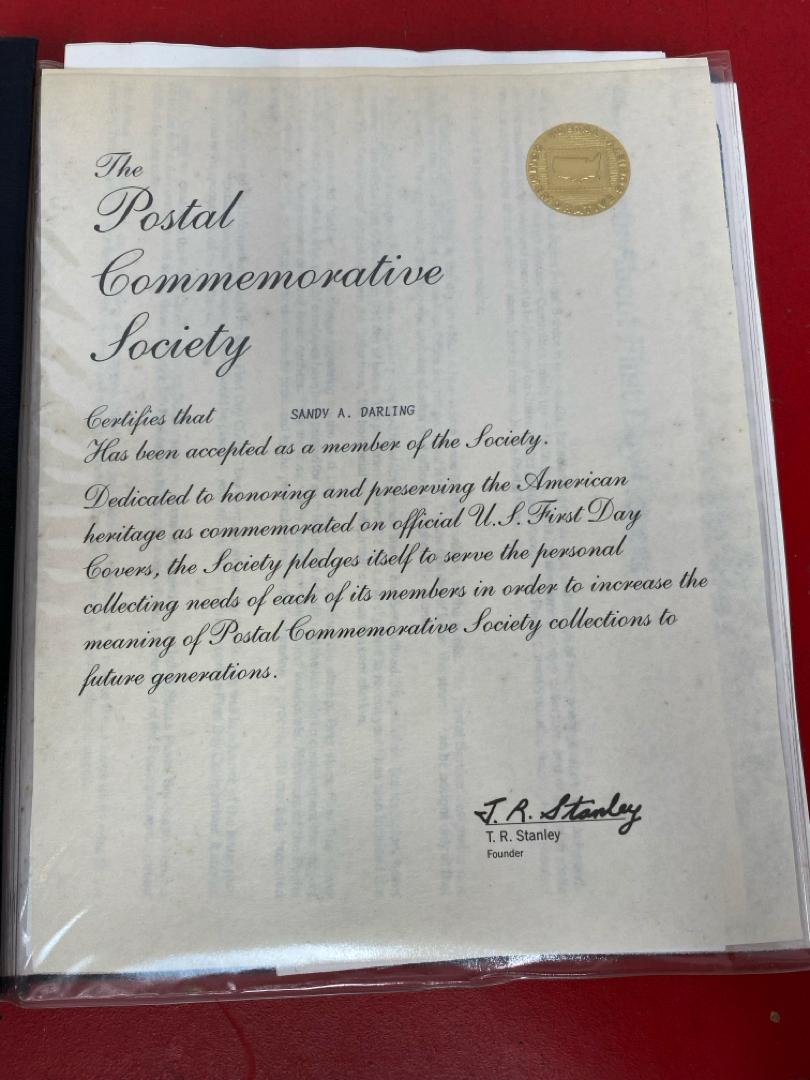 The
Postal
Commemorative
Society
Certifies that SANDY A. DARLING
Has been accepted as a member of the Society.
Dedicated to honoring and preserving the American
heritage as commemorated on official U.S. First Day
Covers, the Society pledges itself to serve the personal
collecting needs of each of its members in order to increase the
meaning of Postal Commemorative Society collections to
future generations.
T. R. Stanley
T. R. Stanley
Founder